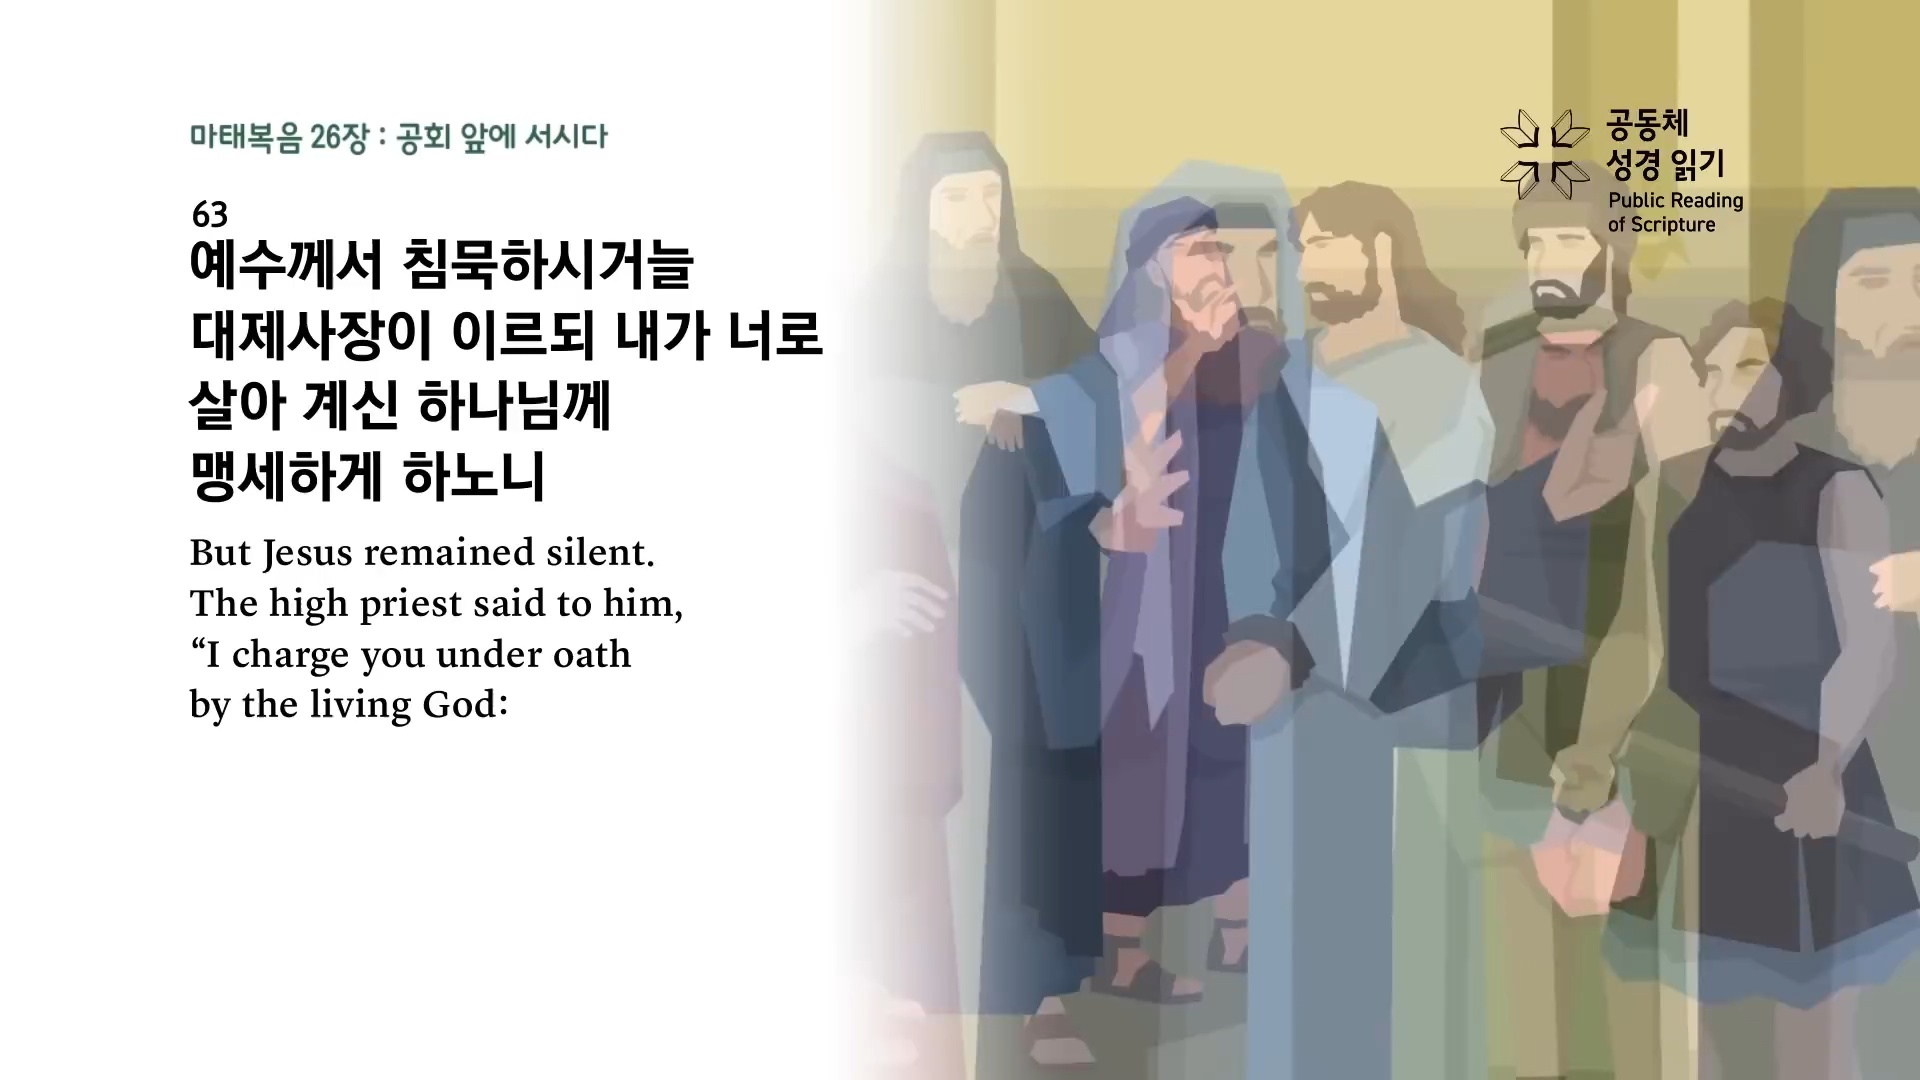 마태복음 26장 : 공회 앞에 서시다
63
예수께서 침묵하시거늘
대제사장이 이르되 내가 너로
살아 계신 하나님께
맹세하게 하노니
But Jesus remained silent.
The high priest said to him,
“I charge you under oath
by the living God:
공동체
성경 읽기
Public Reading
of Scripture